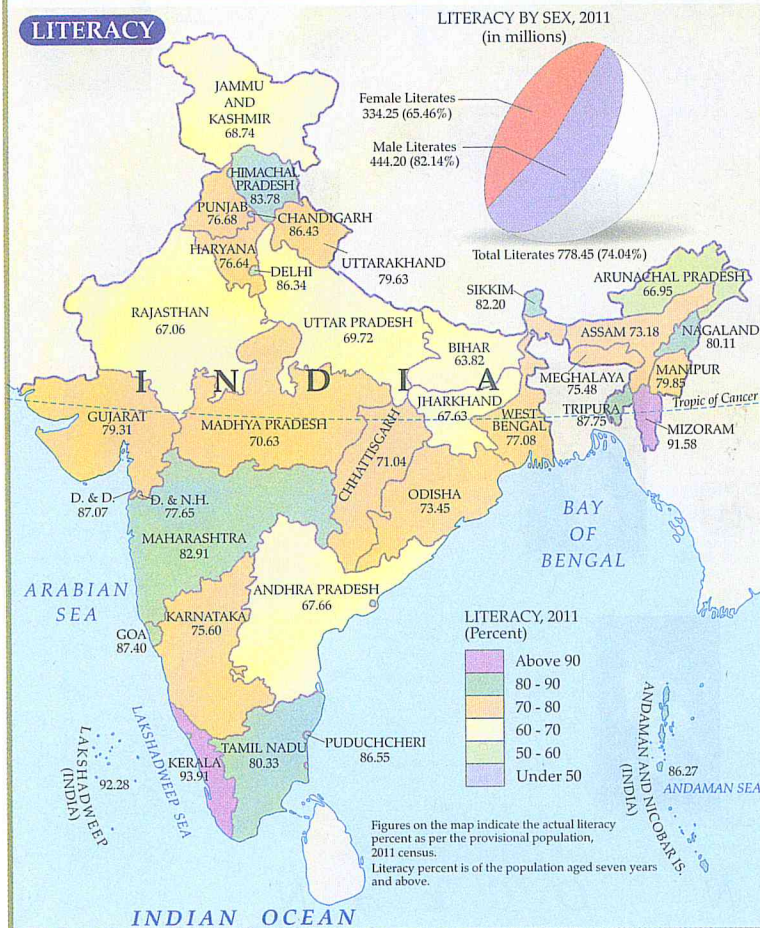 LITERACY
LITERACY BY SEX, 2011
(in millions)
Female Literates
334.25 (65.46%)
Male Literates
444.20 (82.14%)
Total Literates 778.45 (74.04%)
JAMMU
AND
KASHMIR
68.74
HIMACHAL
PRADESH
83.78
PUNJAB
76.68
CHANDIGARH
86.43
HARYANA
76.64
DELHI
86.34
UTTARAKHAND
79.63
RAJASTHAN
67.06
UTTAR PRADESH
69.72
BIHAR
63.82
SIKKIM
82.20
ARUNACHAL PRADESH
66.95
ASSAM 73.18
NAGALAND
80.11
MEGHALAYA
75.48
MANIPUR
79.85
TRIPURA
87.75
MIZORAM
91.58
Tropic of Cancer
INDIA
GUJARAT
79.31
MADHYA PRADESH
70.63
JHARKHAND
67.63
WEST
BENGAL
77.08
CHHATTISGARH
71.04
ODISHA
73.45
D. & D.
87.07
D. & N.H.
77.65
MAHARASHTRA
82.91
BAY
OF
BENGAL
ARABIAN
SEA
ANDHRA PRADESH
67.66
KARNATAKA
75.60
GOA
87.40
LITERACY, 2011
(Percent)
Above 90
80 - 90
70 - 80
60 - 70
50 - 60
Under 50
LAKSHADWEEP
(INDIA)
92.28
LAKSHADWEEP SEA
KERALA
93.91
TAMIL NADU
80.33
PUDUCHCHERI
86.55
ANDAMAN AND NICOBAR IS.
(INDIA)
86.27
ANDAMAN SEA
Figures on the map indicate the actual literacy
percent as per the provisional population,
2011 census.
Literacy percent is of the population aged seven years
and above.
INDIAN OCEAN